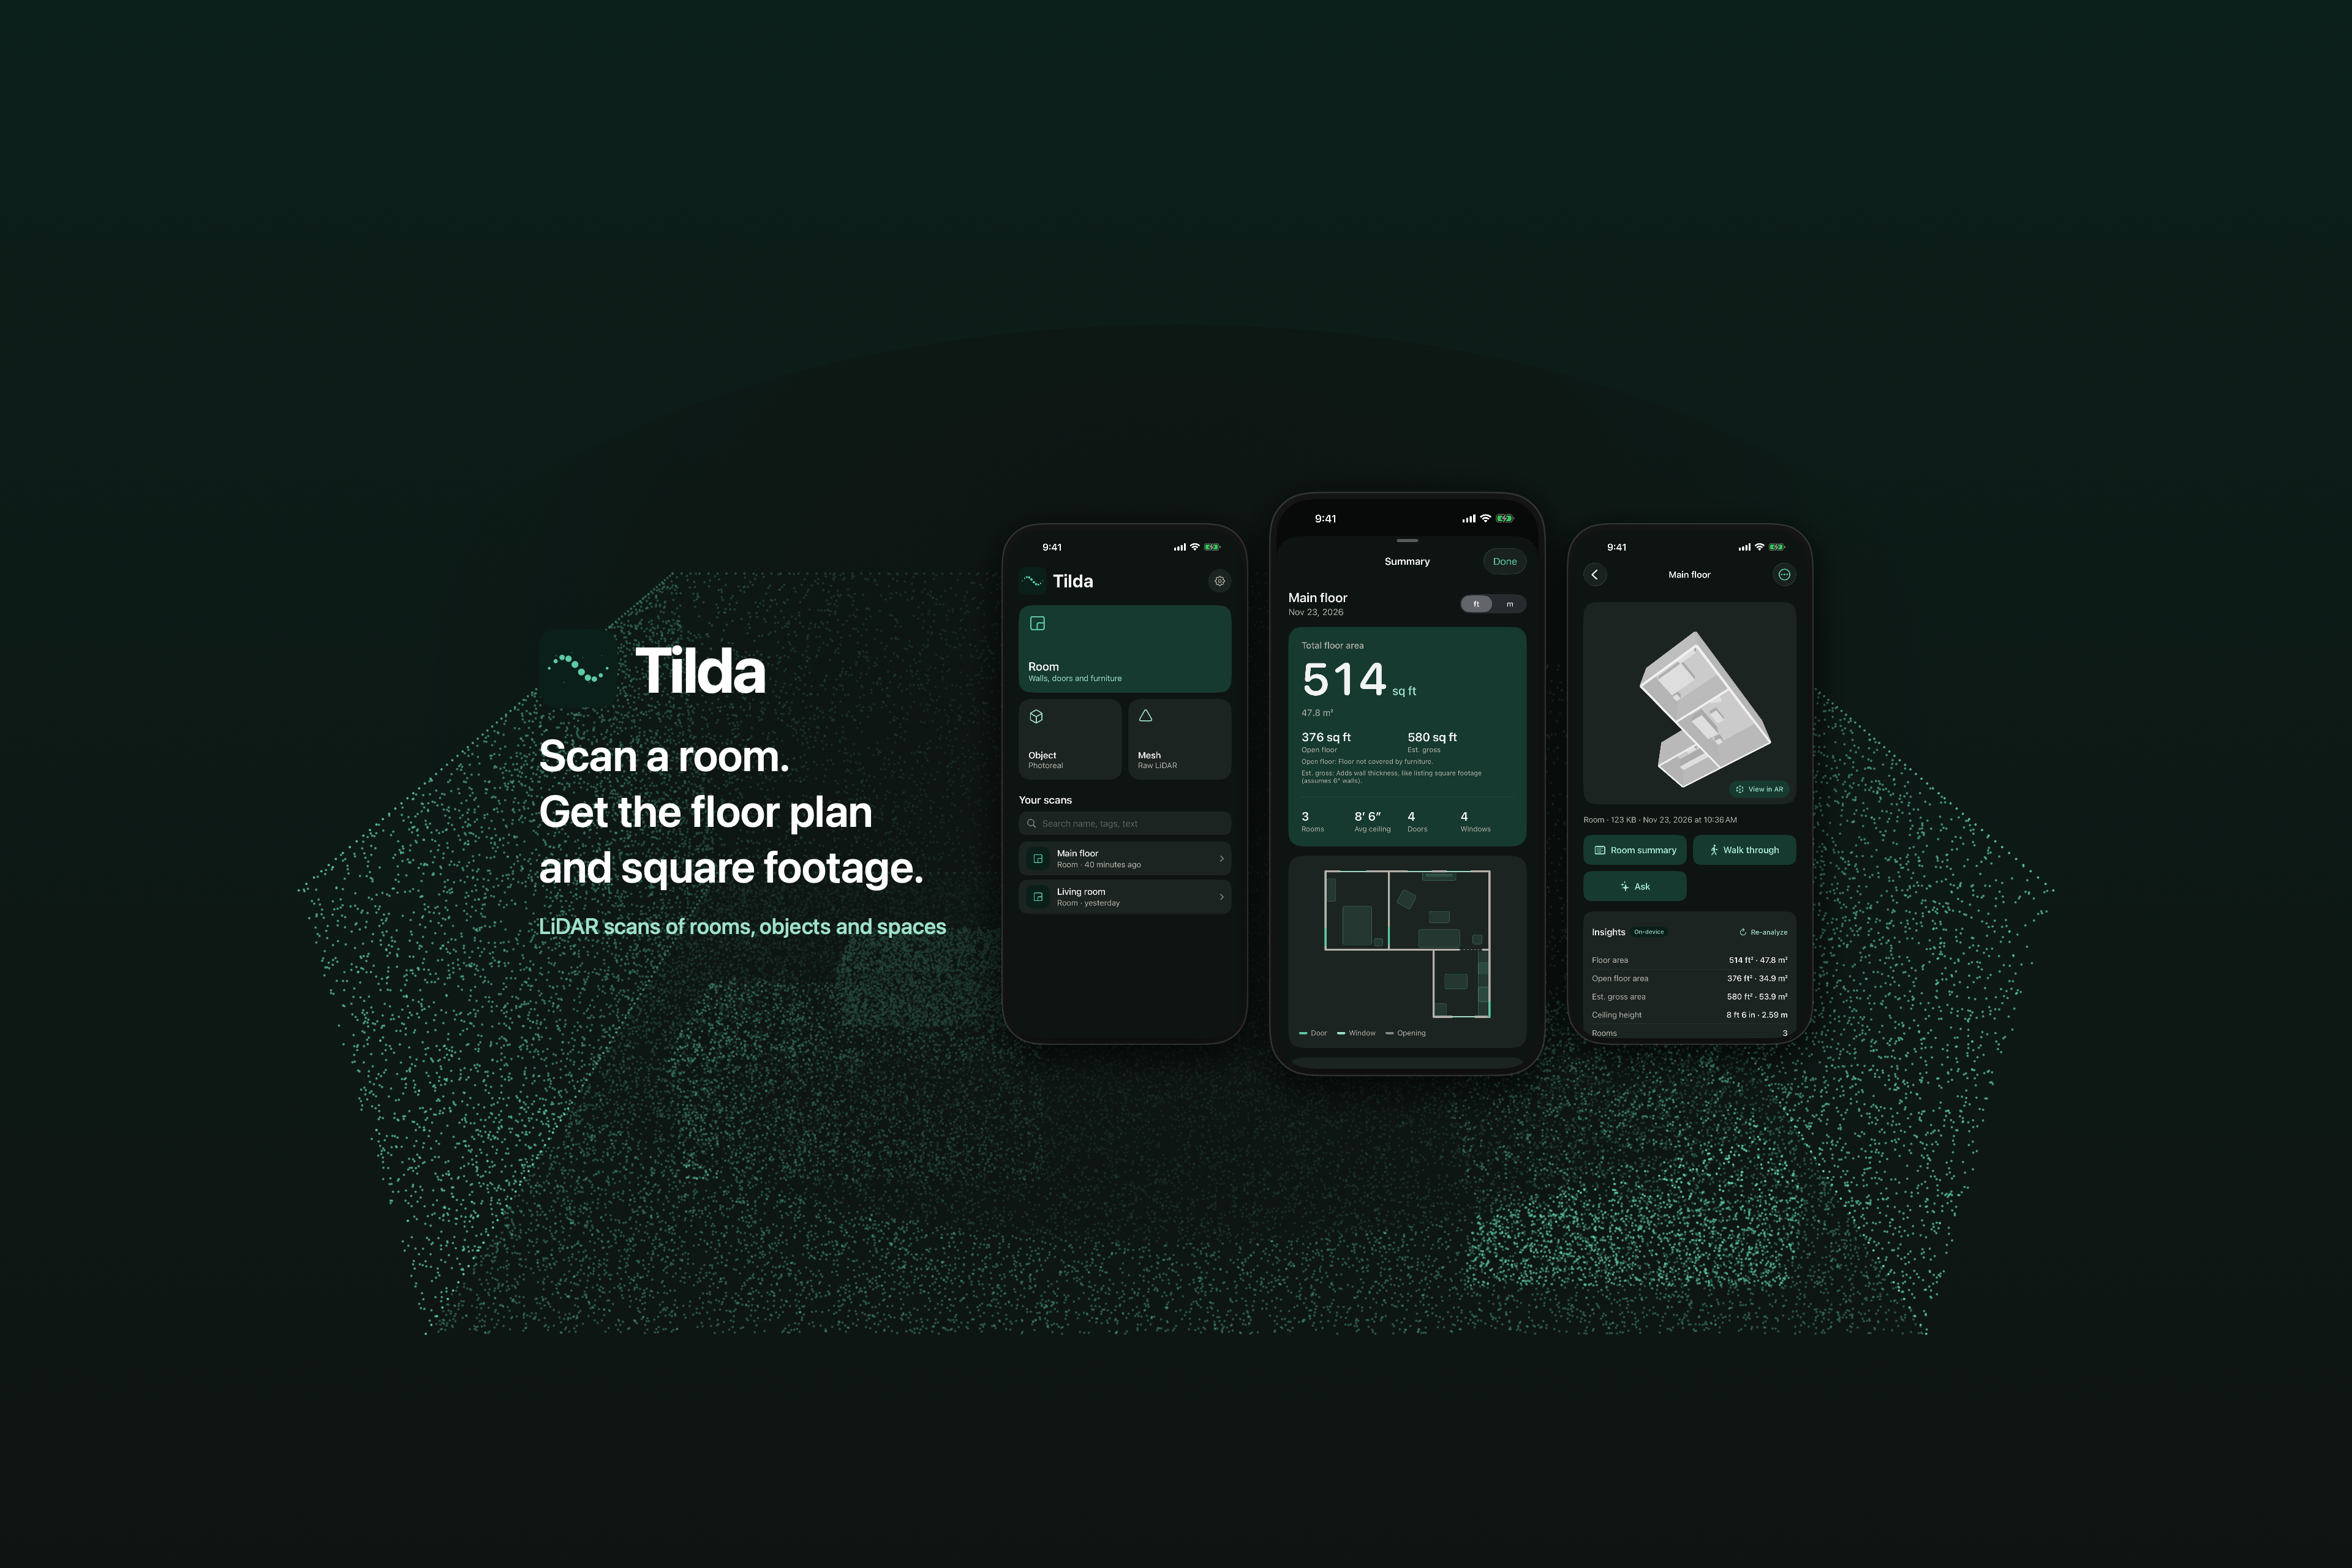 Tilda
Scan a room.
Get the floor plan
and square footage.
LiDAR scans of rooms, objects and spaces
9:41
Tilda
Room
Walls, doors and furniture
Object
Photoreal
Mesh
Raw LiDAR
Your scans
Search name, tags, text
Main floor
Room · 40 minutes ago
Living room
Room · yesterday
9:41
Summary
Done
Main floor
Nov 23, 2026
ft m
Total floor area
514 sq ft
47.8 m²
376 sq ft 580 sq ft
Open floor Est. gross
Open floor: Floor not covered by furniture.
Est. gross: Adds wall thickness, like listing square footage
(assumes 6" walls).
3 8′ 6″ 4 4
Rooms Avg ceiling Doors Windows
Door Window Opening
9:41
Main floor
View in AR
Room · 123 KB · Nov 23, 2026 at 10:36 AM
Room summary
Walk through
Ask
Insights On-device Re-analyze
Floor area 514 ft² · 47.8 m²
Open floor area 376 ft² · 34.9 m²
Est. gross area 580 ft² · 53.9 m²
Ceiling height 8 ft 6 in · 2.59 m
Rooms 3